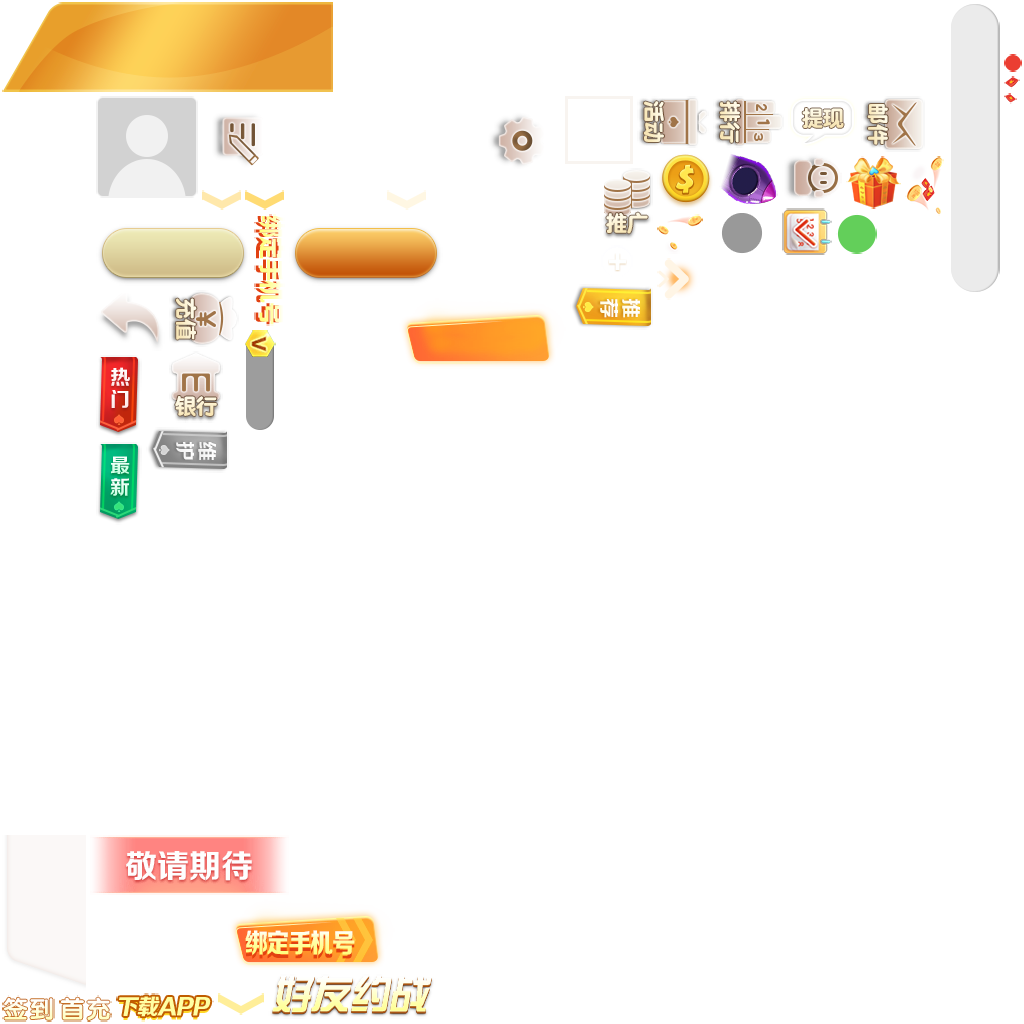 活动
排行
提现
邮件
推广
绑定手机号
推荐
充值
热门
银行
维护
最新
敬请期待
绑定手机号
好友约战
签到
首充
下载APP